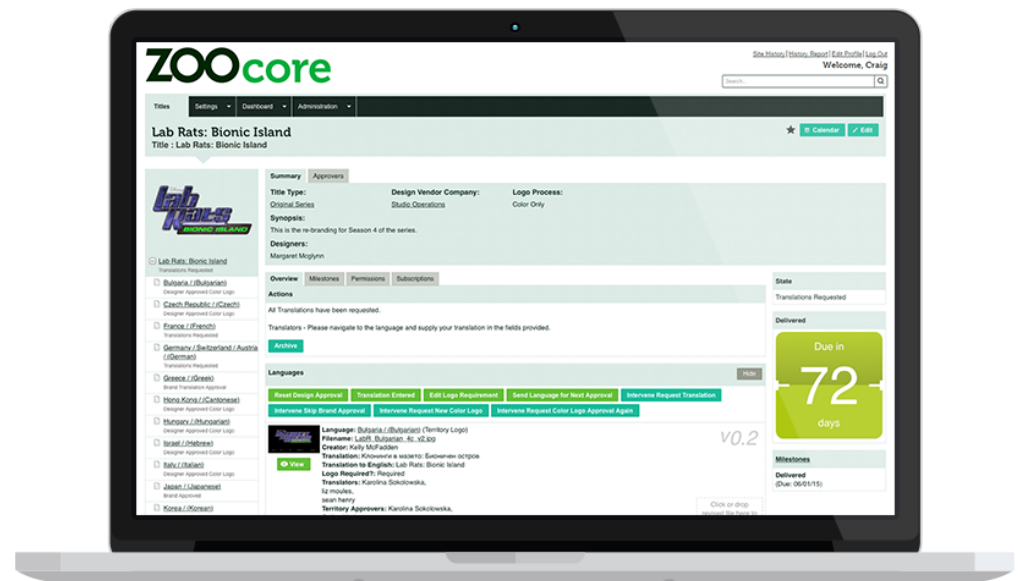 ZOOcore
Site History | History Report | Edit Profile | Log Out
Welcome, Craig
Search...
Titles Settings Dashboard Administration
Lab Rats: Bionic Island
Title : Lab Rats: Bionic Island
Calendar Edit
Lab Rats
BIONIC ISLAND
Lab Rats: Bionic Island
Translations Requested
Bulgaria / (Bulgarian)
Designer Approved Color Logo
Czech Republic / (Czech)
Designer Approved Color Logo
France / (French)
Translations Requested
Germany / Switzerland / Austria
/ (German)
Translations Requested
Greece / (Greek)
Brand Translation Approval
Hong Kong / (Cantonese)
Designer Approved Color Logo
Hungary / (Hungarian)
Designer Approved Color Logo
Israel / (Hebrew)
Designer Approved Color Logo
Italy / (Italian)
Designer Approved Color Logo
Japan / (Japanese)
Brand Approved
Korea / (Korean)
Summary Approvers
Title Type: Design Vendor Company: Logo Process:
Original Series Studio Operations Color Only
Synopsis:
This is the re-branding for Season 4 of the series.
Designers:
Margaret Mcglynn
Overview Milestones Permissions Subscriptions
Actions
All Translations have been requested.
Translators - Please navigate to the language and supply your translation in the fields provided.
Archive
Languages
Hide
Reset Design Approval Translation Entered Edit Logo Requirement Send Language for Next Approval Intervene Request Translation
Intervene Skip Brand Approval Intervene Request New Color Logo Intervene Request Color Logo Approval Again
View
Language: Bulgaria / (Bulgarian) (Territory Logo)
Filename: LabR_Bulgarian_4c_v2.jpg
Creator: Kelly McFadden
Translation: Клонинги в мазето: Бионичен остров
Translation to English: Lab Rats: Bionic Island
Logo Required?: Required
Translators: Karolina Sokolowska,
liz moules,
sean henry
Territory Approvers: Karolina Sokolowska,
v0.2
Click or drop
revised file here to
State
Translations Requested
Delivered
Due in
72
days
Milestones
Delivered
(Due: 06/01/15)